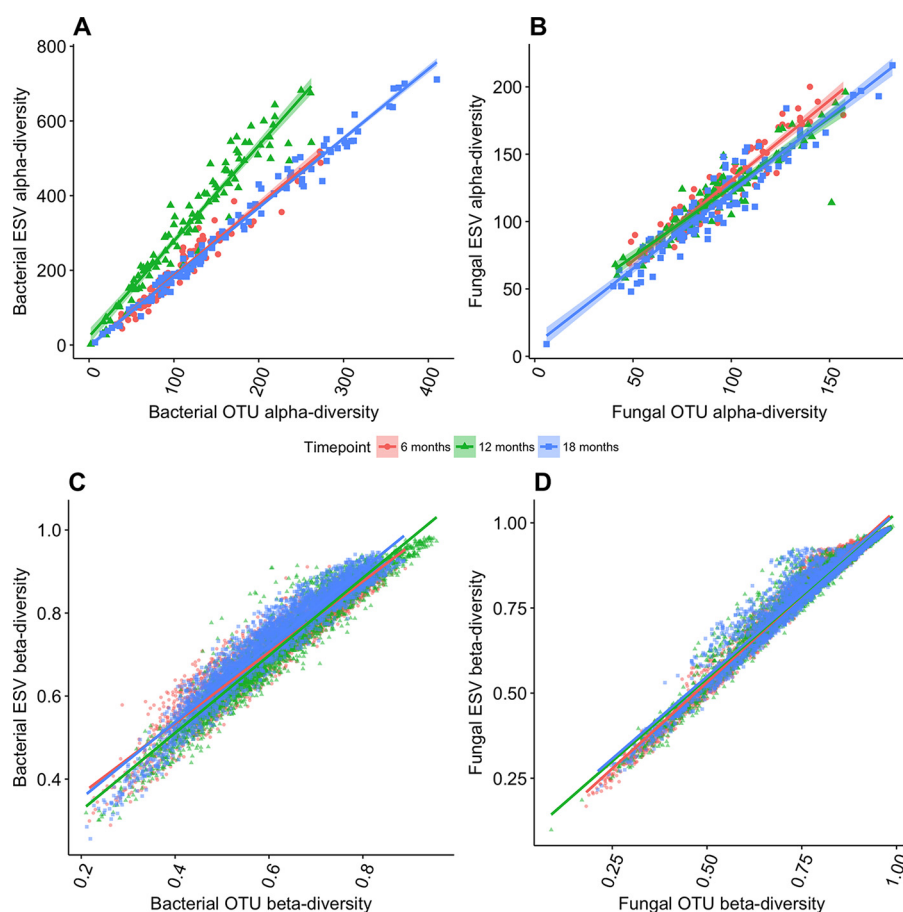 A
B
800
600
400
200
0
Bacterial ESV alpha-diversity
0
100
200
300
400
Bacterial OTU alpha-diversity
200
150
100
50
0
Fungal ESV alpha-diversity
0
50
100
150
Fungal OTU alpha-diversity
Timepoint 6 months 12 months 18 months
C
D
1.0
0.8
0.6
0.4
Bacterial ESV beta-diversity
0.2
0.4
0.6
0.8
Bacterial OTU beta-diversity
1.00
0.75
0.50
0.25
Fungal ESV beta-diversity
0.25
0.50
0.75
1.00
Fungal OTU beta-diversity